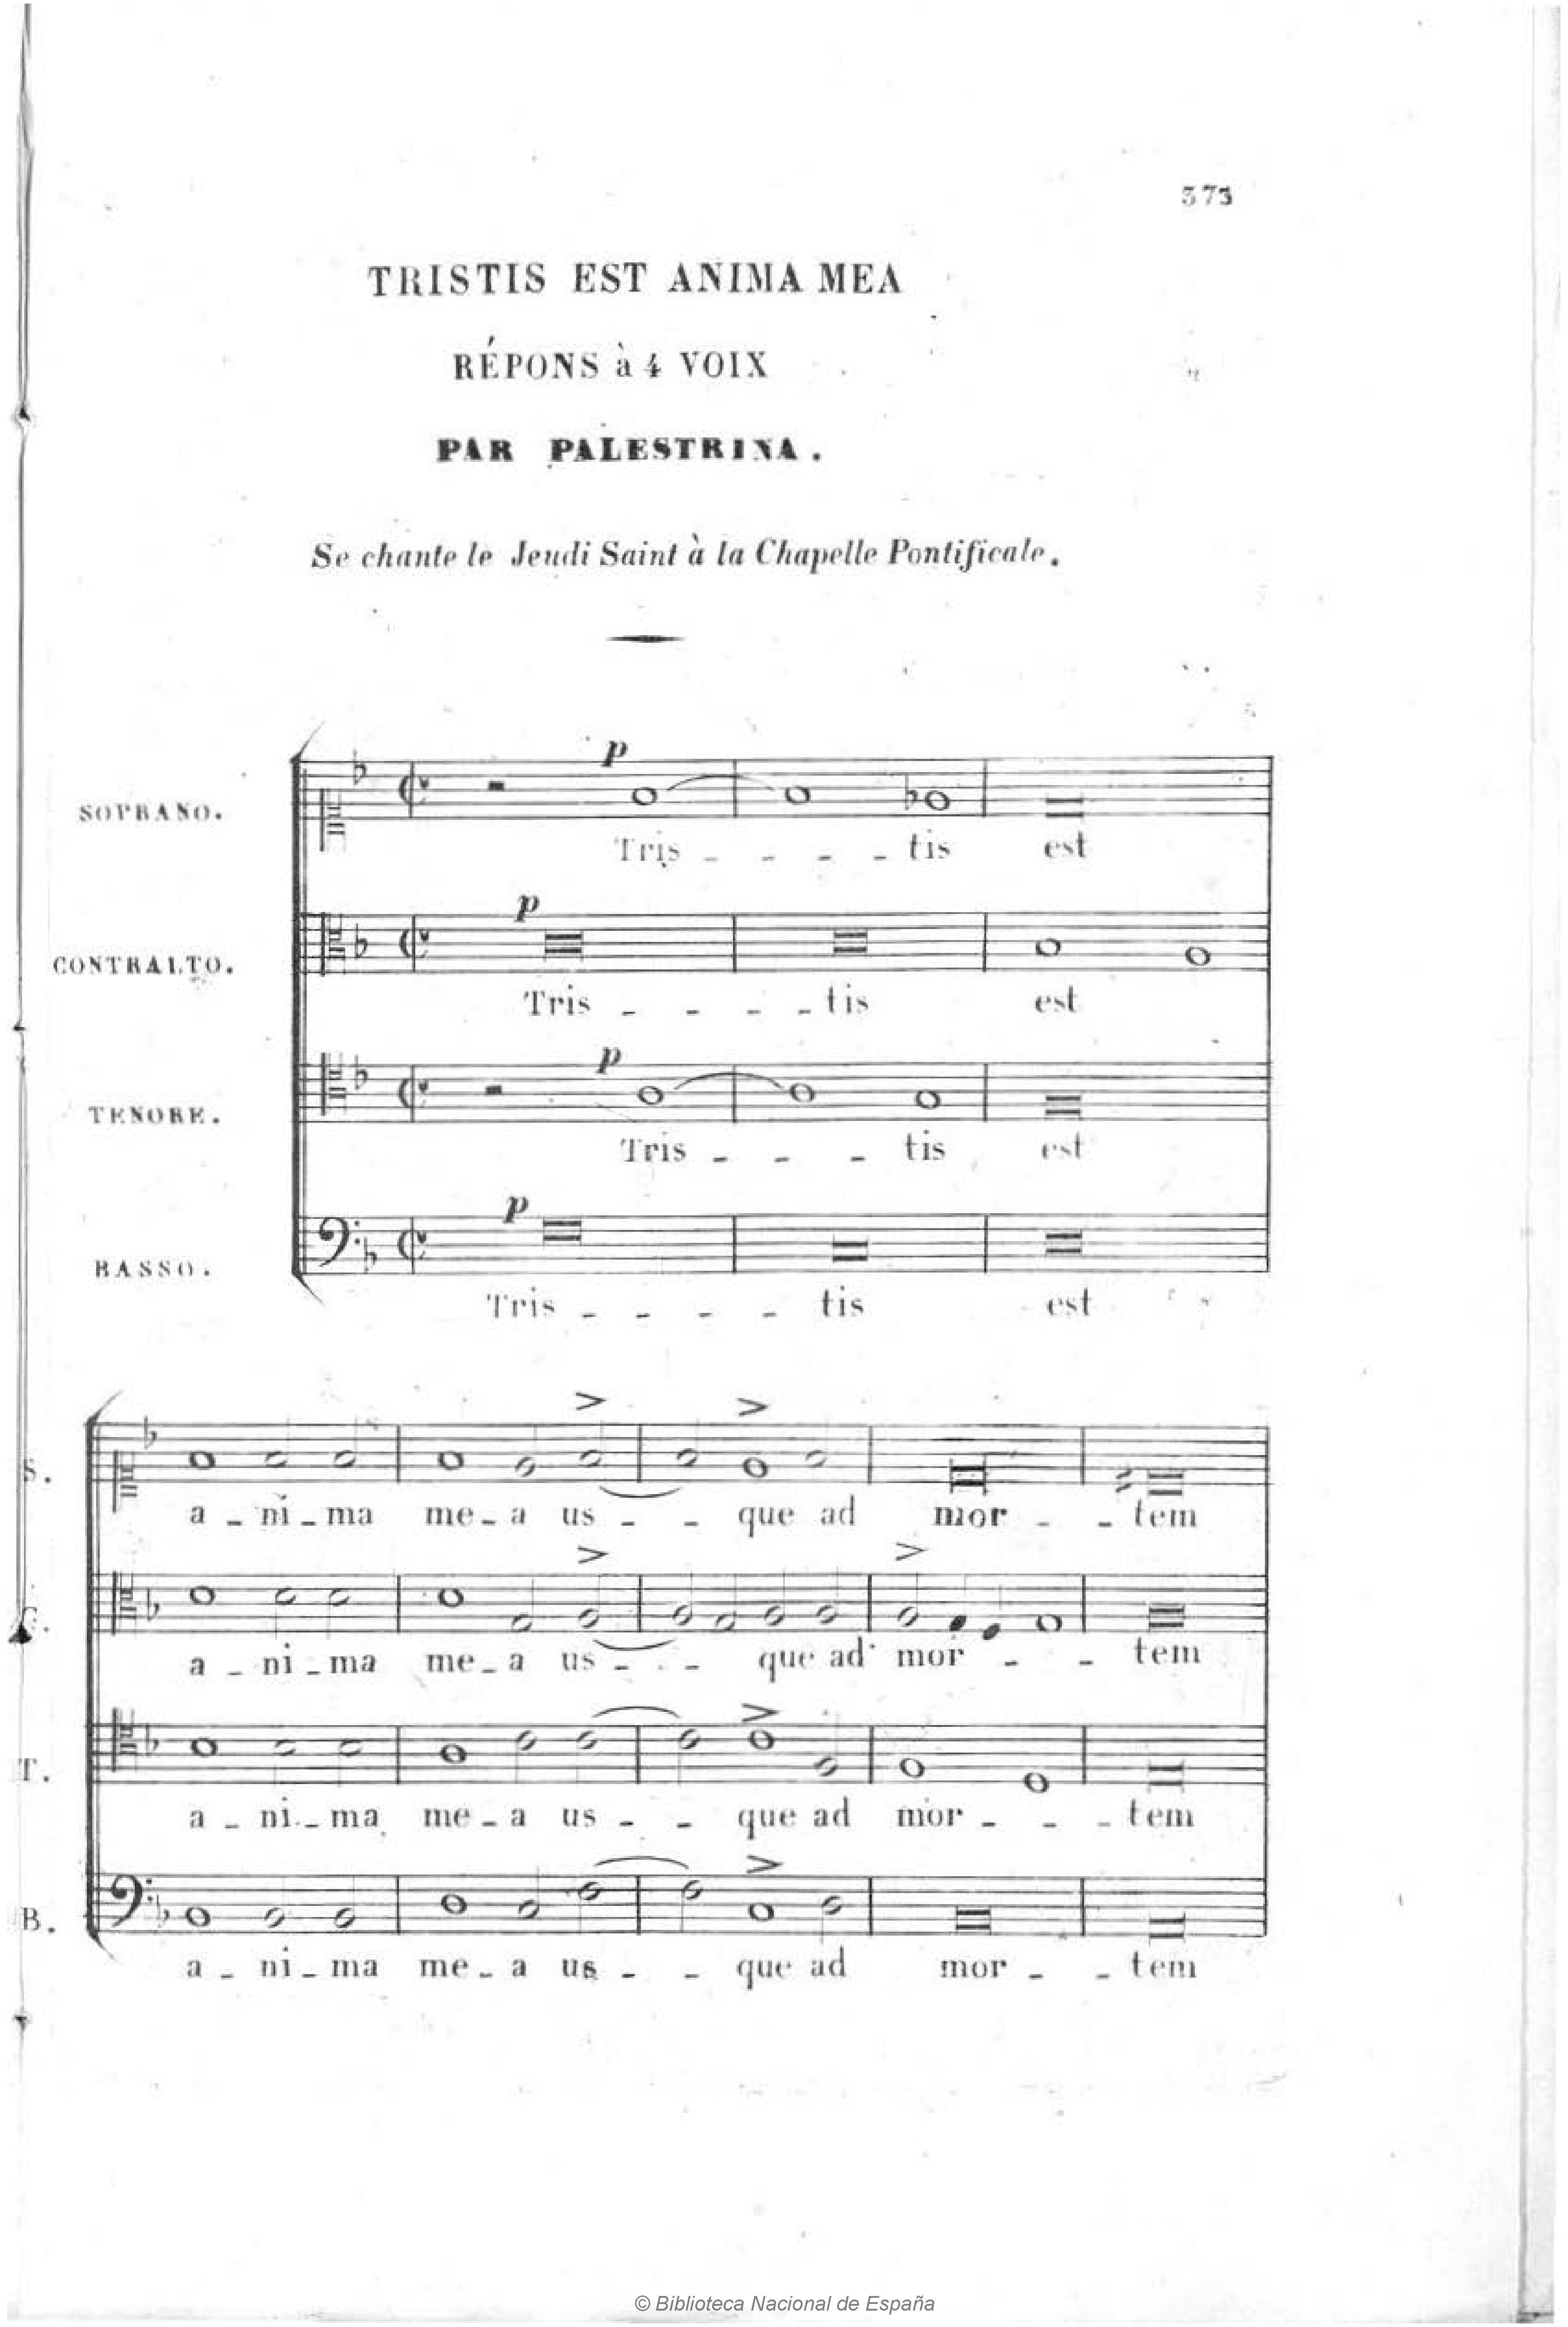 373
TRISTIS EST ANIMA MEA
RÉPONS à 4 VOIX
PAR PALESTRINA.
Se chante le Jeudi Saint à la Chapelle Pontificale.
p
SOPRANO.
Tris - - - - tis est
p
CONTRALTO.
Tris - - - - tis est
p
TENORE.
Tris - - - tis est
p
BASSO.
Tris - - - - tis est
S.
a - ni - ma me - a us - - que ad mor - - tem
C.
a - ni - ma me - a us - - que ad mor - - tem
T.
a - ni - ma me - a us - - que ad mor - - - tem
B.
a - ni - ma me - a us - - que ad mor - - tem
© Biblioteca Nacional de España